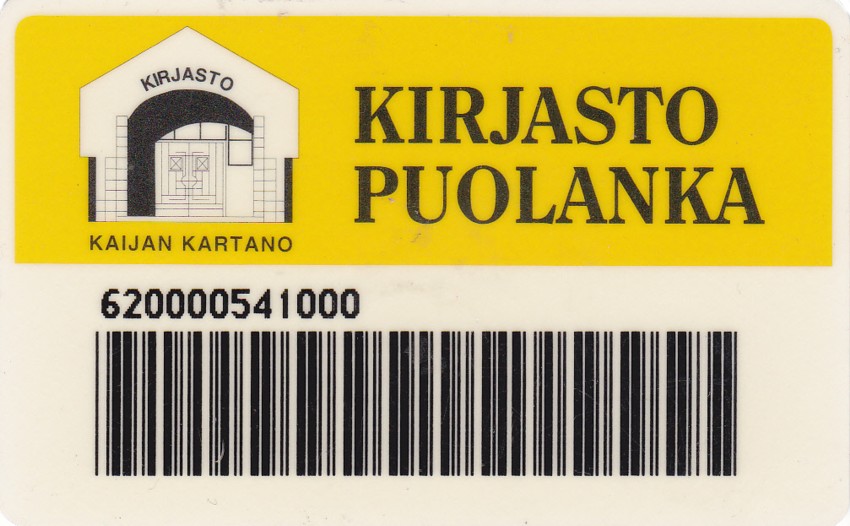 KIRJASTO
KAIJAN KARTANO
KIRJASTO
PUOLANKA
620000541000